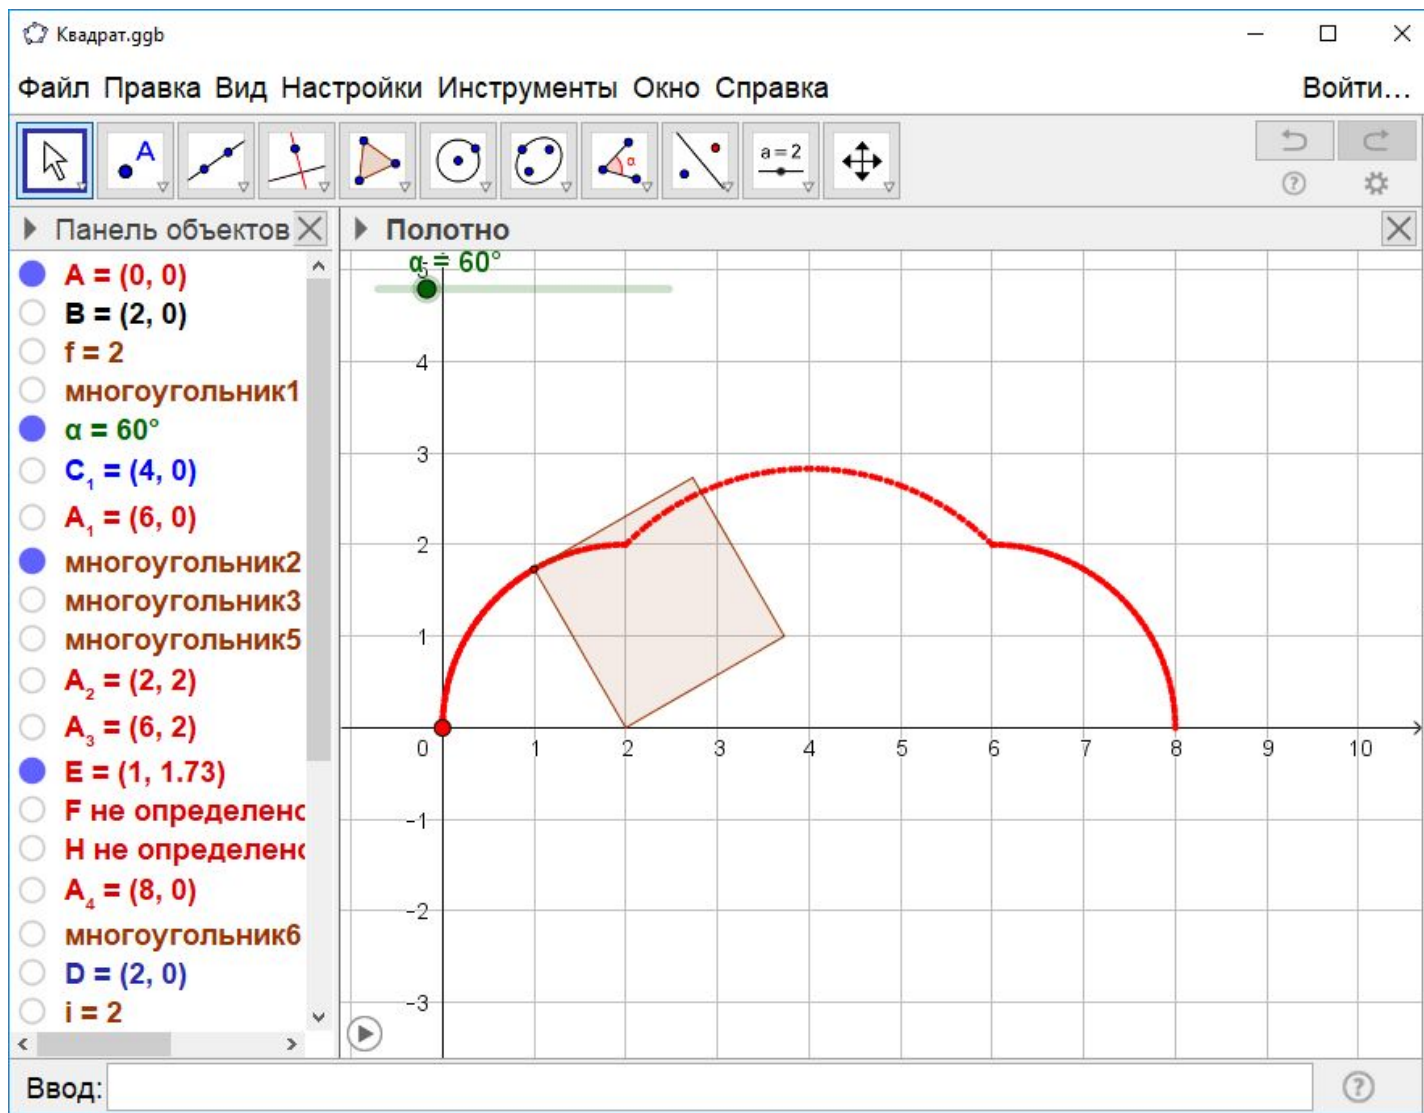 Квадрат.ggb
Файл Правка Вид Настройки Инструменты Окно Справка Войти...
A
α
a = 2
Панель объектов
Полотно
A = (0, 0)
B = (2, 0)
f = 2
многоугольник1
α = 60°
C₁ = (4, 0)
A₁ = (6, 0)
многоугольник2
многоугольник3
многоугольник5
A₂ = (2, 2)
A₃ = (6, 2)
E = (1, 1.73)
F не определенс
H не определенс
A₄ = (8, 0)
многоугольник6
D = (2, 0)
i = 2
α = 60°
5
4
3
2
1
0 1 2 3 4 5 6 7 8 9 10
−1
−2
−3
Ввод: